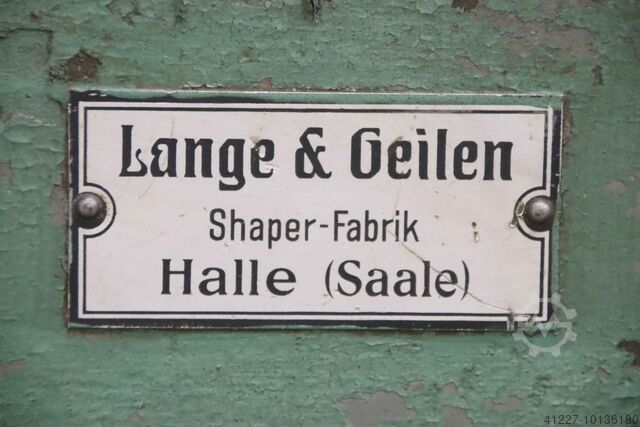 Lange & Geilen
Shaper-Fabrik
Halle (Saale)
41227-10136180